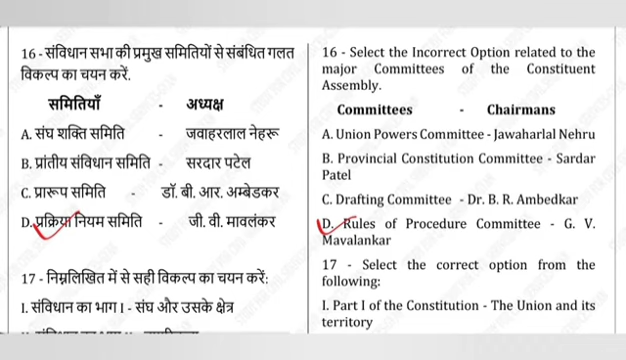 16 - संविधान सभा की प्रमुख समितियों से संबंधित गलत
विकल्प का चयन करें.
समितियाँ - अध्यक्ष
A. संघ शक्ति समिति - जवाहरलाल नेहरू
B. प्रांतीय संविधान समिति - सरदार पटेल
C. प्रारूप समिति - डॉ. बी. आर. अम्बेडकर
D. प्रक्रिया नियम समिति - जी. वी. मावलंकर
17 - निम्नलिखित में से सही विकल्प का चयन करें:
I. संविधान का भाग I - संघ और उसके क्षेत्र
16 - Select the Incorrect Option related to the
major Committees of the Constituent
Assembly.
Committees - Chairmans
A. Union Powers Committee - Jawaharlal Nehru
B. Provincial Constitution Committee - Sardar
Patel
C. Drafting Committee - Dr. B. R. Ambedkar
D. Rules of Procedure Committee - G. V.
Mavalankar
17 - Select the correct option from the
following:
I. Part I of the Constitution - The Union and its
territory